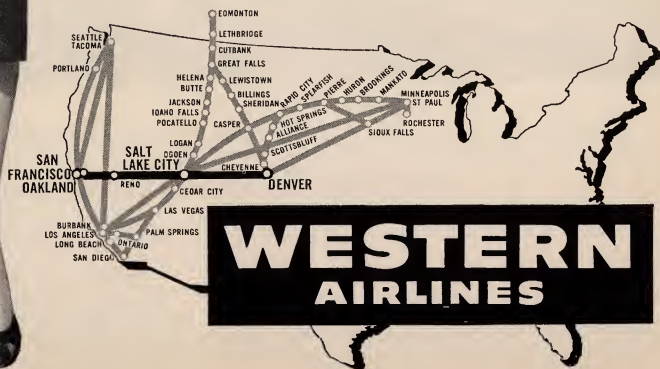 EDMONTON
LETHBRIDGE
CUTBANK
GREAT FALLS
SEATTLE
TACOMA
PORTLAND
HELENA
BUTTE
LEWISTOWN
BILLINGS
SHERIDAN
RAPID CITY
SPEARFISH
PIERRE
HURON
BROOKINGS
MANKATO
MINNEAPOLIS
ST PAUL
ROCHESTER
JACKSON
IDAHO FALLS
POCATELLO
CASPER
HOT SPRINGS
ALLIANCE
SIOUX FALLS
LOGAN
OGDEN
SCOTTSBLUFF
SALT
LAKE CITY
CHEYENNE
SAN
FRANCISCO
OAKLAND
RENO
DENVER
CEDAR CITY
LAS VEGAS
BURBANK
LOS ANGELES
LONG BEACH
ONTARIO
PALM SPRINGS
SAN DIEGO
WESTERN
AIRLINES